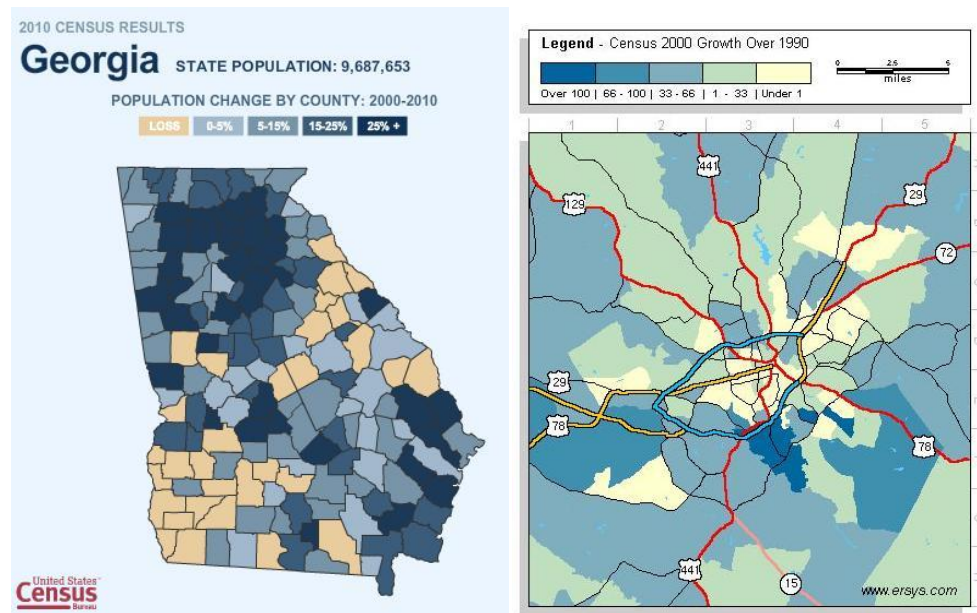 2010 CENSUS RESULTS
Georgia STATE POPULATION: 9,687,653
POPULATION CHANGE BY COUNTY: 2000-2010
LOSS 0-5% 5-15% 15-25% 25% +
United States
Census
Bureau
Legend - Census 2000 Growth Over 1990
Over 100 | 66 - 100 | 33 - 66 | 1 - 33 | Under 1
0 2.5 5
miles
1 2 3 4 5
441
29
129
72
29
78
78
441
15
www.ersys.com